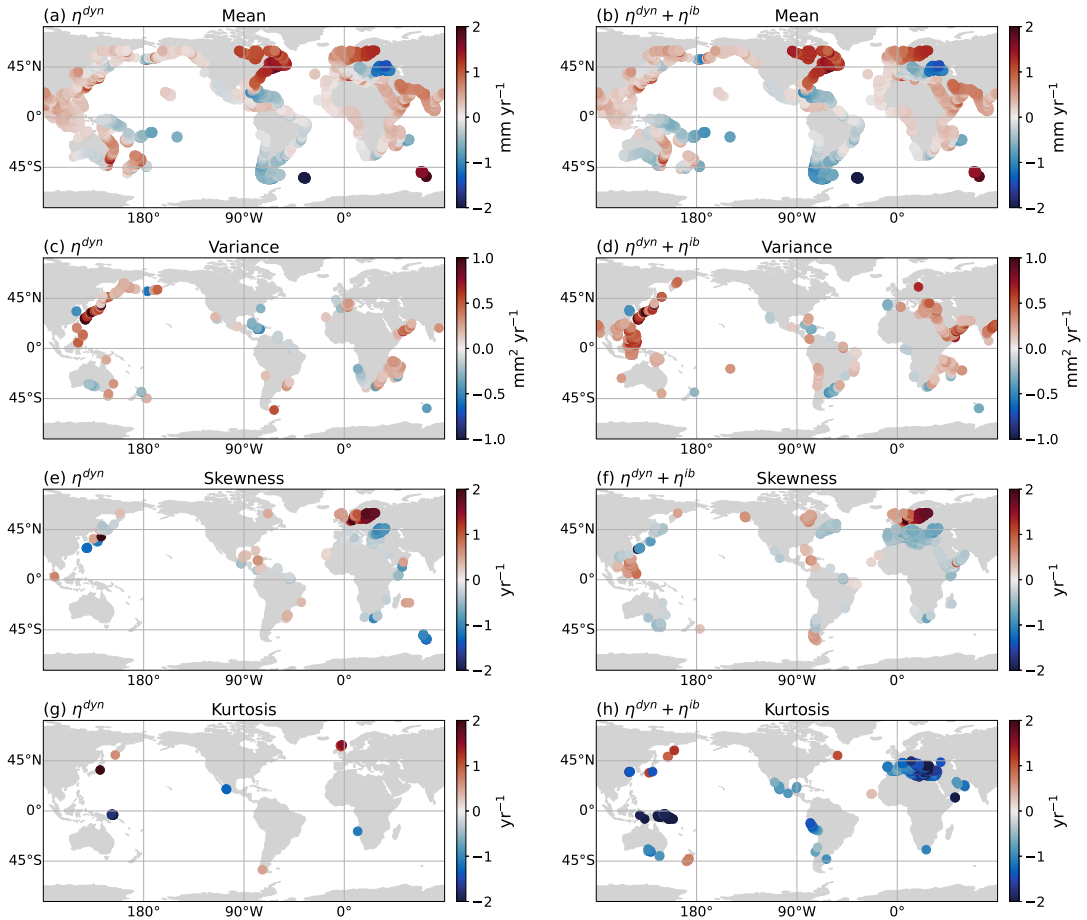 (a) η^dyn Mean
(b) η^dyn + η^ib Mean
45°N
0°
45°S
180° 90°W 0°
2
1
0
−1
−2
mm yr^−1
45°N
0°
45°S
180° 90°W 0°
2
1
0
−1
−2
mm yr^−1
(c) η^dyn Variance
(d) η^dyn + η^ib Variance
45°N
0°
45°S
180° 90°W 0°
1.0
0.5
0.0
−0.5
−1.0
mm² yr^−1
45°N
0°
45°S
180° 90°W 0°
1.0
0.5
0.0
−0.5
−1.0
mm² yr^−1
(e) η^dyn Skewness
(f) η^dyn + η^ib Skewness
45°N
0°
45°S
180° 90°W 0°
2
1
0
−1
−2
yr^−1
45°N
0°
45°S
180° 90°W 0°
2
1
0
−1
−2
yr^−1
(g) η^dyn Kurtosis
(h) η^dyn + η^ib Kurtosis
45°N
0°
45°S
180° 90°W 0°
2
1
0
−1
−2
yr^−1
45°N
0°
45°S
180° 90°W 0°
2
1
0
−1
−2
yr^−1